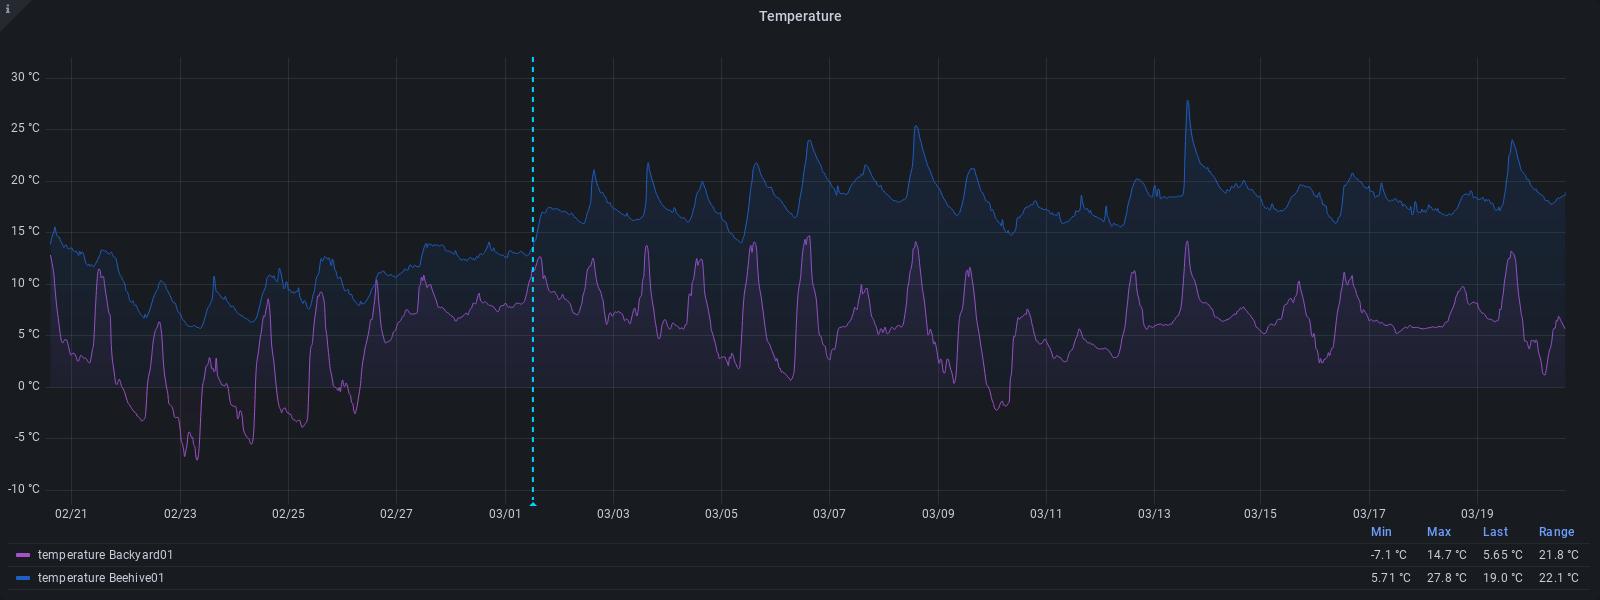 i
Temperature
30 °C
25 °C
20 °C
15 °C
10 °C
5 °C
0 °C
-5 °C
-10 °C
02/21 02/23 02/25 02/27 03/01 03/03 03/05 03/07 03/09 03/11 03/13 03/15 03/17 03/19
Min Max Last Range
temperature Backyard01 -7.1 °C 14.7 °C 5.65 °C 21.8 °C
temperature Beehive01 5.71 °C 27.8 °C 19.0 °C 22.1 °C